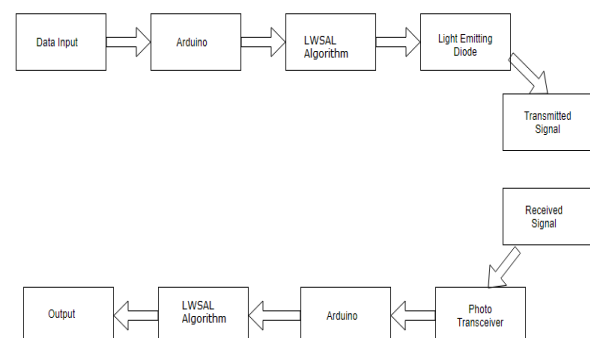 Data Input
Arduino
LWSAL
Algorithm
Light Emitting
Diode
Transmitted
Signal
Received
Signal
Output
LWSAL
Algorithm
Arduino
Photo
Transceiver